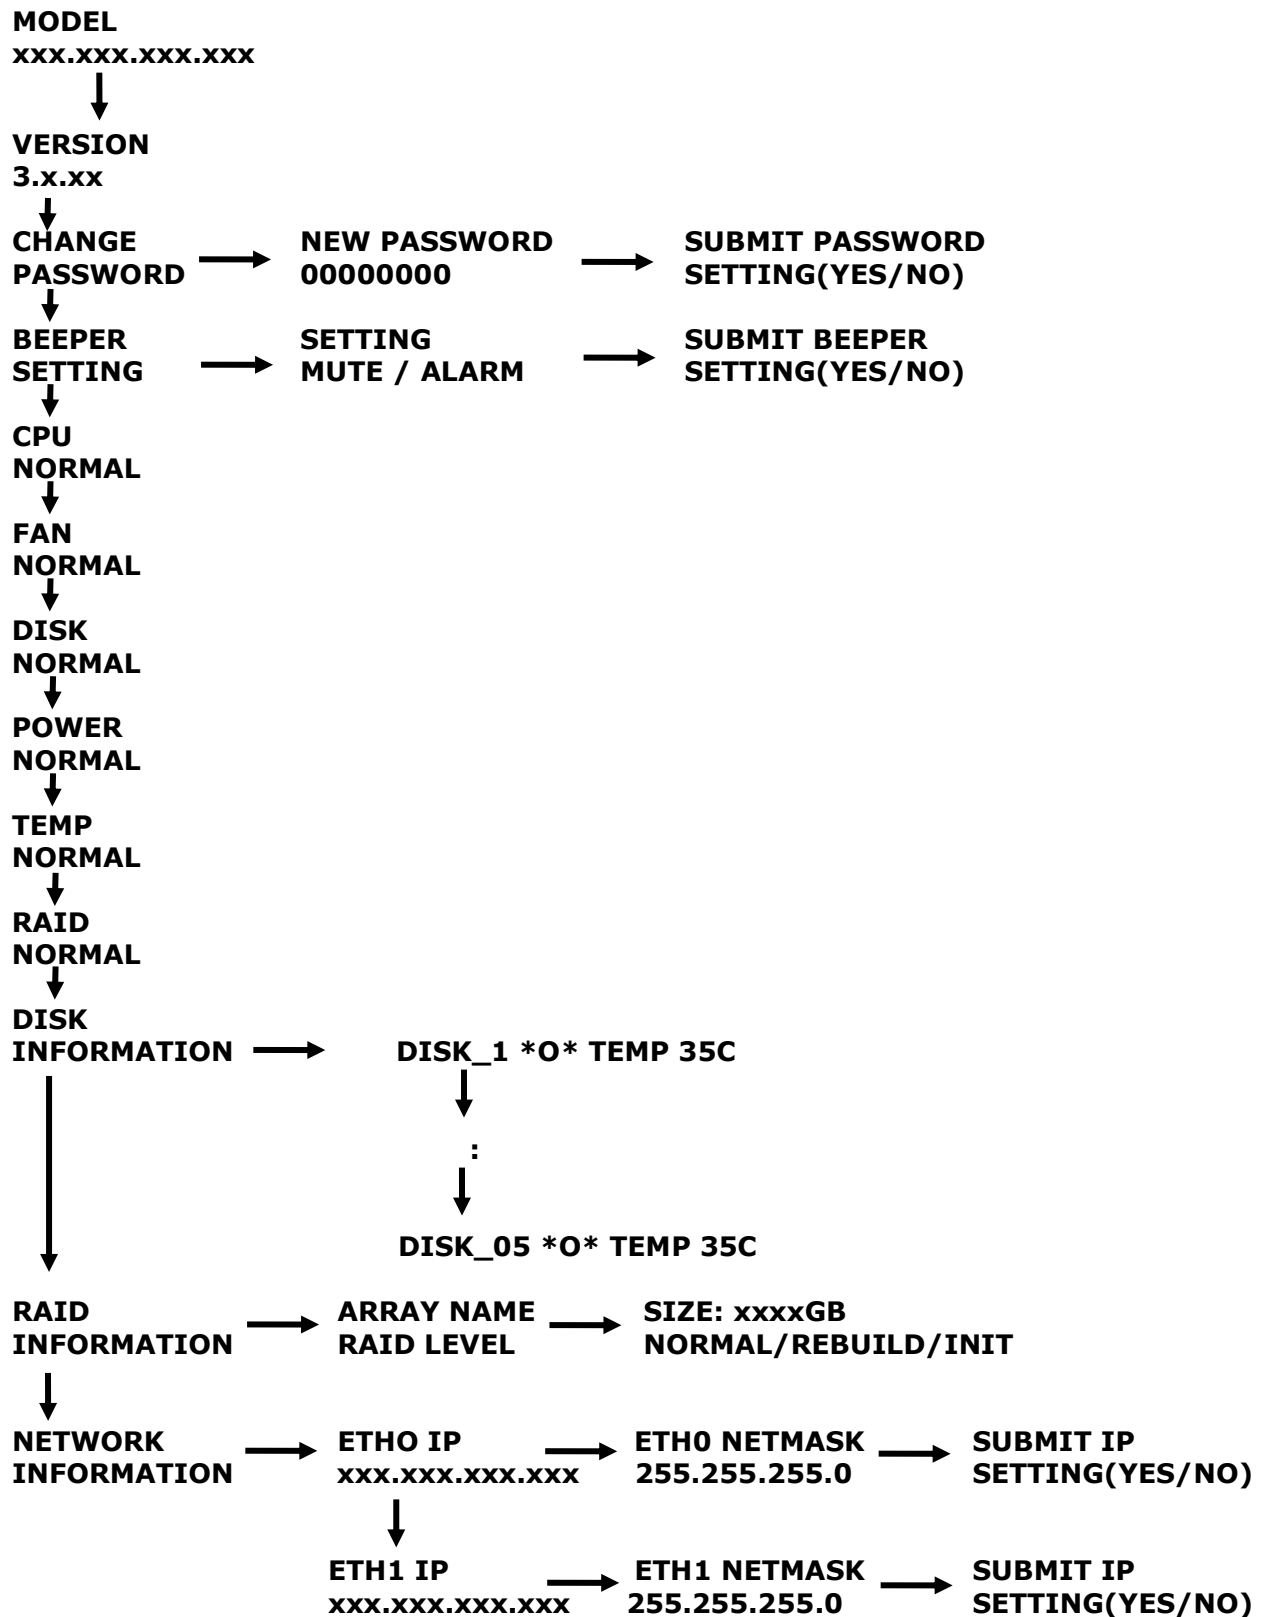 MODEL
xxx.xxx.xxx.xxx
VERSION
3.x.xx
CHANGE PASSWORD
NEW PASSWORD
00000000
SUBMIT PASSWORD
SETTING(YES/NO)
BEEPER
SETTING
SETTING
MUTE / ALARM
SUBMIT BEEPER
SETTING(YES/NO)
CPU
NORMAL
FAN
NORMAL
DISK
NORMAL
POWER
NORMAL
TEMP
NORMAL
RAID
NORMAL
DISK
INFORMATION
DISK_1 *O* TEMP 35C
:
DISK_05 *O* TEMP 35C
RAID
INFORMATION
ARRAY NAME
RAID LEVEL
SIZE: xxxxGB
NORMAL/REBUILD/INIT
NETWORK
INFORMATION
ETHO IP
xxx.xxx.xxx.xxx
ETH0 NETMASK
255.255.255.0
SUBMIT IP
SETTING(YES/NO)
ETH1 IP
xxx.xxx.xxx.xxx
ETH1 NETMASK
255.255.255.0
SUBMIT IP
SETTING(YES/NO)